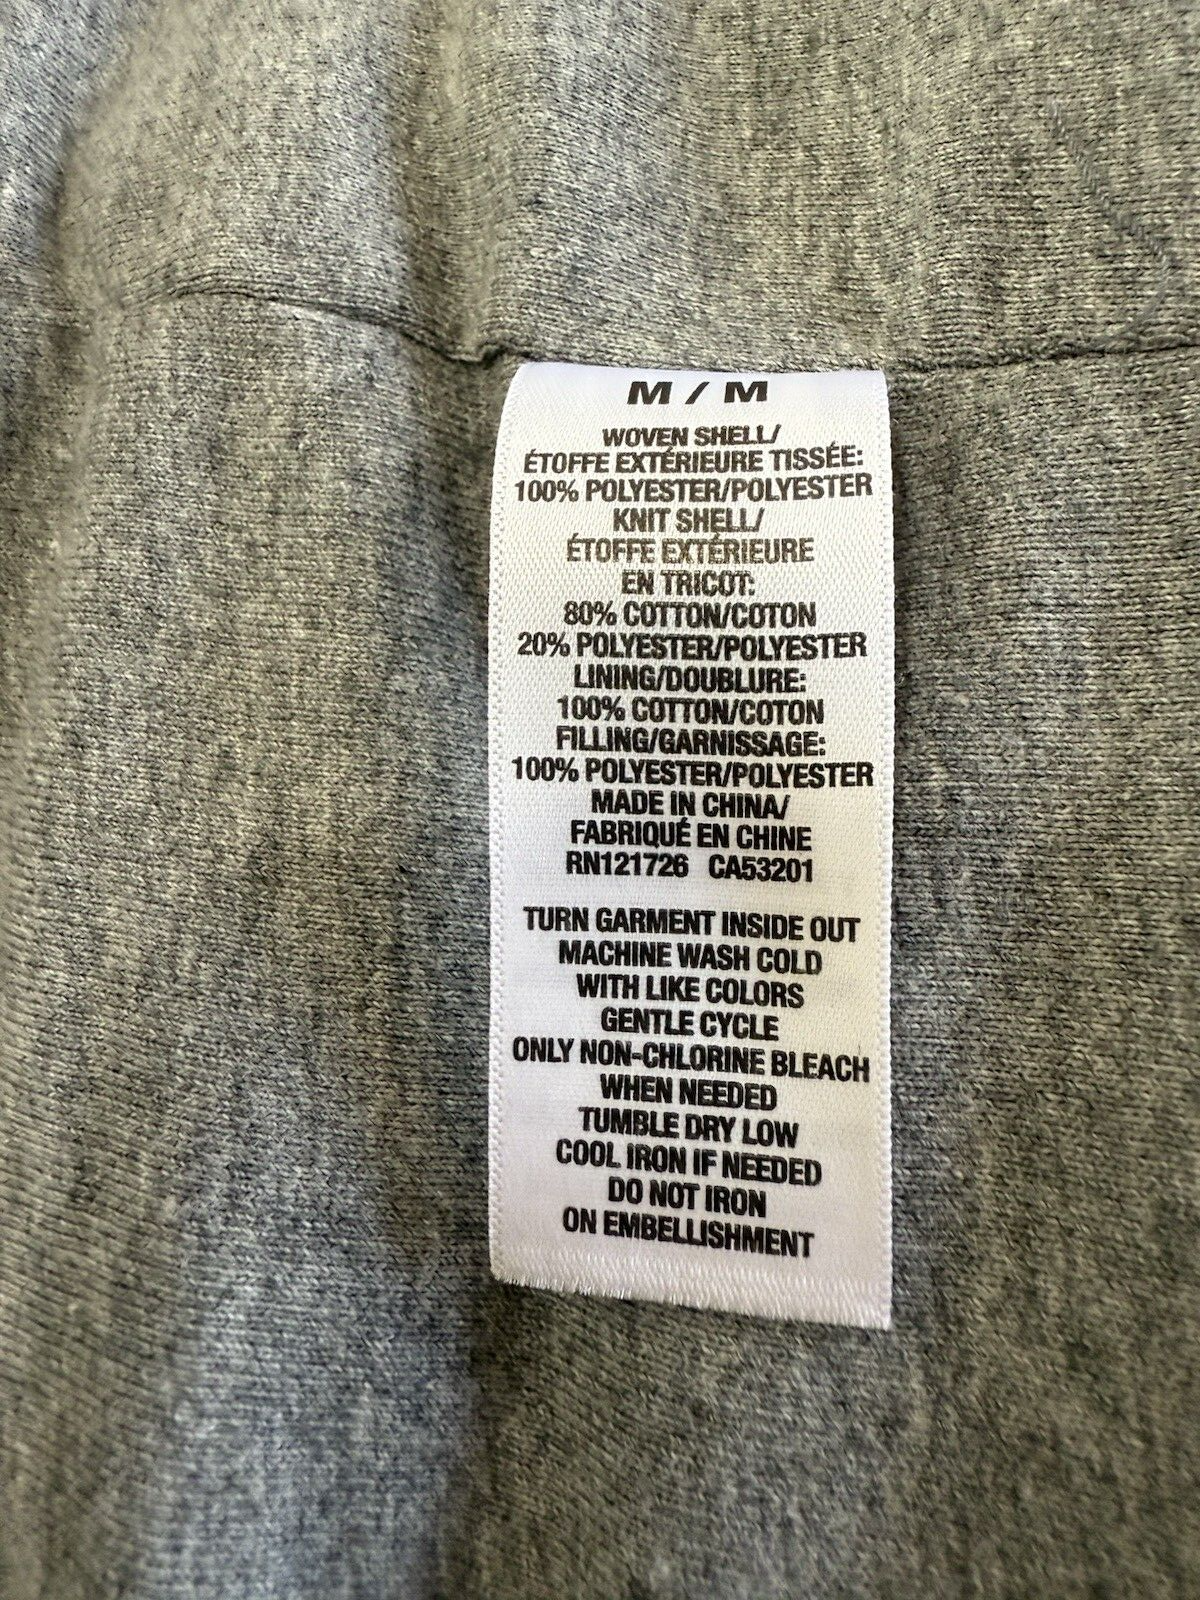 M / M
WOVEN SHELL/
ÉTOFFE EXTÉRIEURE TISSÉE:
100% POLYESTER/POLYESTER
KNIT SHELL/
ÉTOFFE EXTÉRIEURE
EN TRICOT:
80% COTTON/COTON
20% POLYESTER/POLYESTER
LINING/DOUBLURE:
100% COTTON/COTON
FILLING/GARNISSAGE:
100% POLYESTER/POLYESTER
MADE IN CHINA/
FABRIQUÉ EN CHINE
RN121726 CA53201
TURN GARMENT INSIDE OUT
MACHINE WASH COLD
WITH LIKE COLORS
GENTLE CYCLE
ONLY NON-CHLORINE BLEACH
WHEN NEEDED
TUMBLE DRY LOW
COOL IRON IF NEEDED
DO NOT IRON
ON EMBELLISHMENT